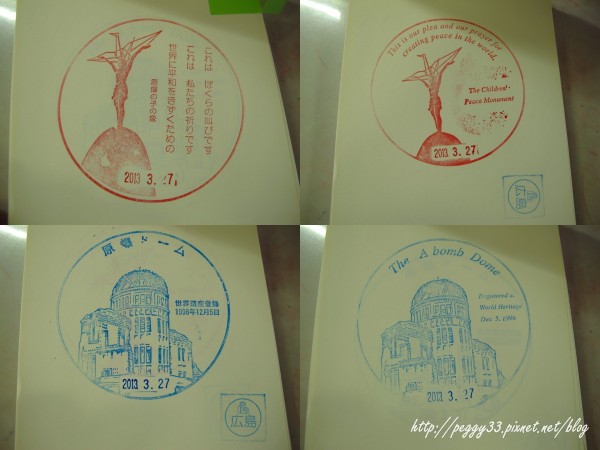 これは ぼくらの叫びです
これは 私たちの祈りです
世界に平和をきずくための
原爆の子の像
2013 3. 27
This is our plea and our prayer for
creating peace in the world.
The Children's
Peace Monument
2013 3. 27
広島
原爆ドーム
世界遺産登録
1996年12月5日
2013 3. 27
広島
The A bomb Dome
Registered a.
World Heritage
Dec 5, 1996
2013 3. 27
http://peggy33.pixnet.net/blog